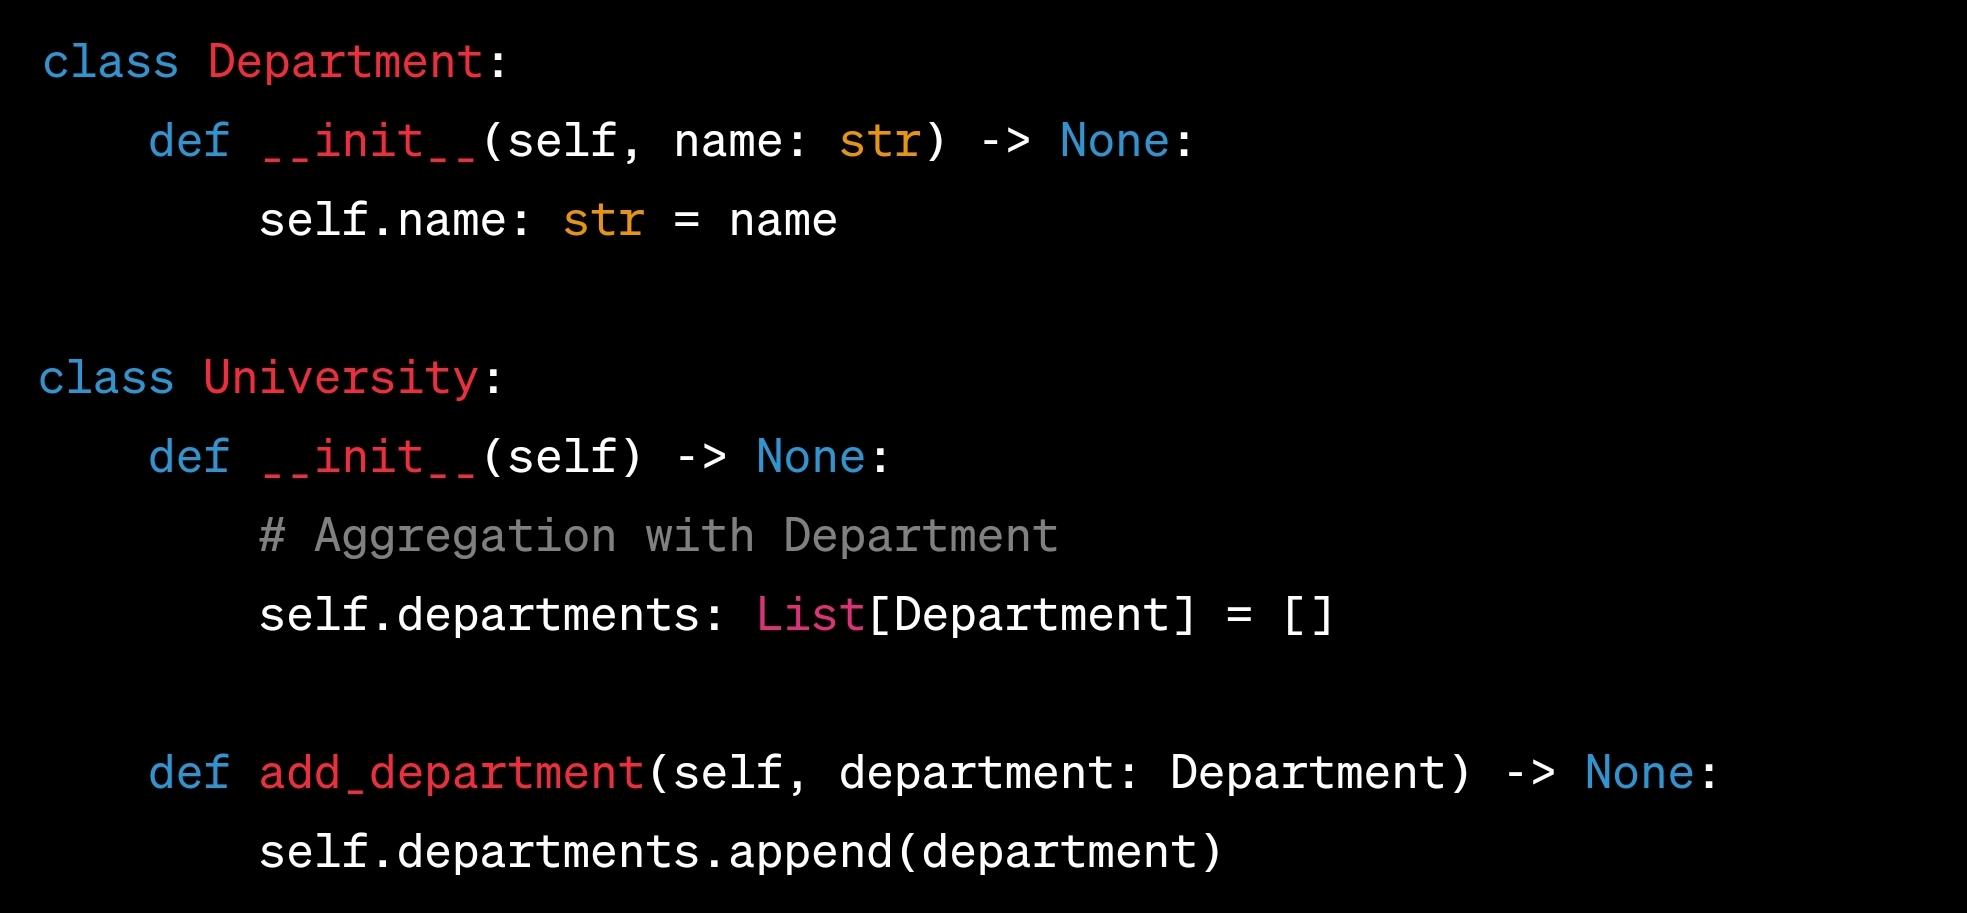 class Department:
    def __init__(self, name: str) -> None:
        self.name: str = name

class University:
    def __init__(self) -> None:
        # Aggregation with Department
        self.departments: List[Department] = []

    def add_department(self, department: Department) -> None:
        self.departments.append(department)